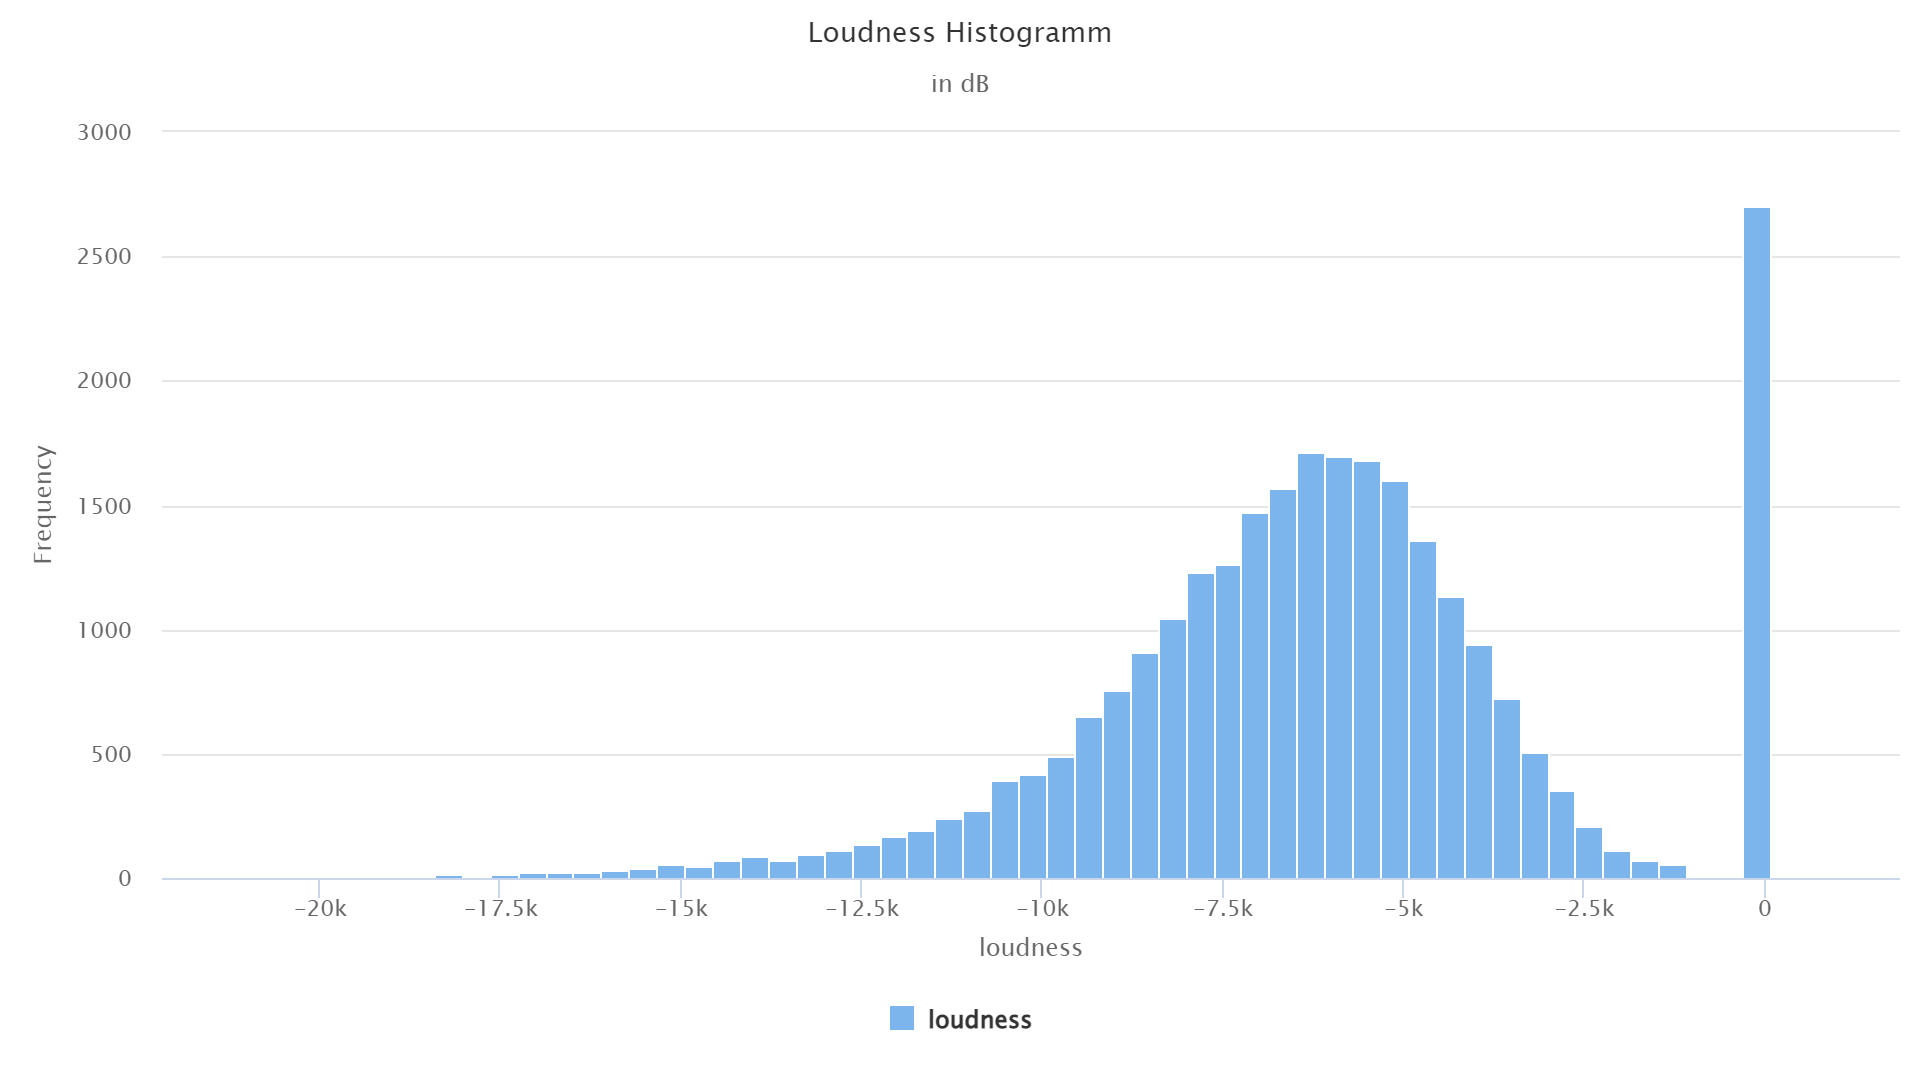 Loudness Histogramm
in dB
3000
2500
2000
1500
1000
500
0
Frequency
-20k -17.5k -15k -12.5k -10k -7.5k -5k -2.5k 0
loudness
loudness